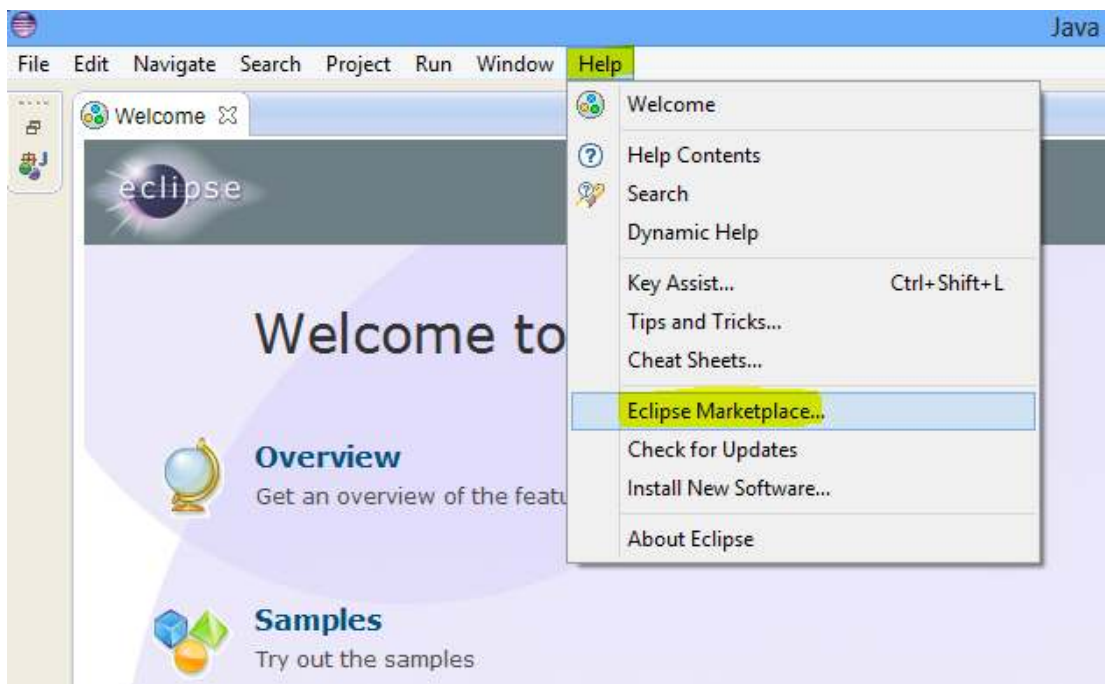 Java
File Edit Navigate Search Project Run Window Help
Welcome
eclipse
Welcome to
Overview
Get an overview of the featu
Samples
Try out the samples
Welcome
Help Contents
Search
Dynamic Help
Key Assist... Ctrl+Shift+L
Tips and Tricks...
Cheat Sheets...
Eclipse Marketplace...
Check for Updates
Install New Software...
About Eclipse